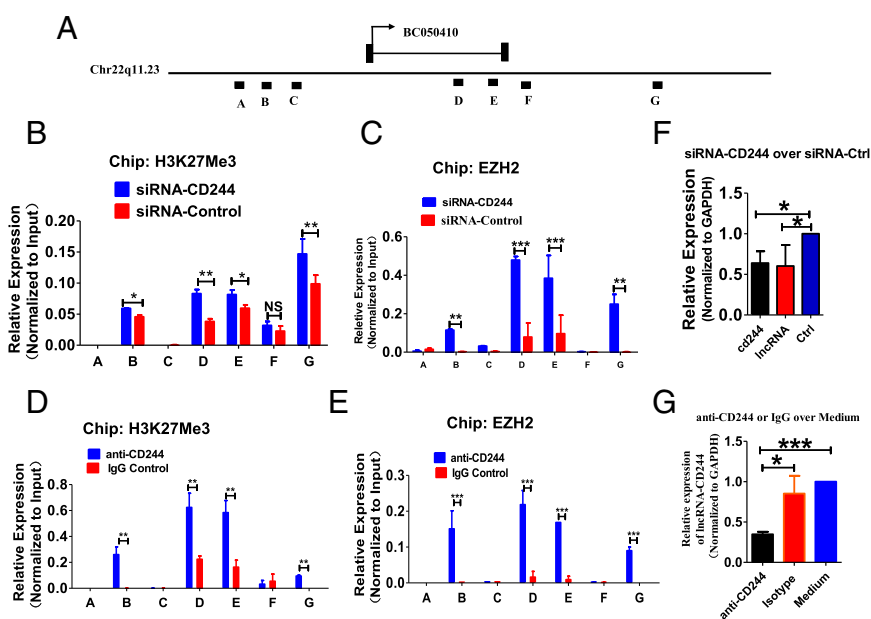 A
BC050410
Chr22q11.23
A B C D E F G
B
Chip: H3K27Me3
siRNA-CD244
siRNA-Control
Relative Expression
(Normalized to Input)
0.20
0.15
0.10
0.05
0.00
* ** * NS **
A B C D E F G
C
Chip: EZH2
siRNA-CD244
siRNA-Control
Relative Expression
(Normalized to Input)
0.6
0.4
0.2
0.0
** *** *** **
A B C D E F G
F
siRNA-CD244 over siRNA-Ctrl
Relative Expression
(Normalized to GAPDH)
1.5
1.0
0.5
0.0
*
*
cd244 lncRNA Ctrl
D
Chip: H3K27Me3
anti-CD244
IgG Control
Relative Expression
(Normalized to Input)
0.8
0.6
0.4
0.2
0.0
** ** ** **
A B C D E F G
E
Chip: EZH2
anti-CD244
IgG Control
Relative Expression
(Normalized to Input)
0.3
0.2
0.1
0.0
*** *** *** ***
A B C D E F G
G
anti-CD244 or IgG over Medium
Relative expression
of lncRNA-CD244
(Normalized to GAPDH)
1.5
1.0
0.5
0.0
***
*
anti-CD244 Isotype Medium